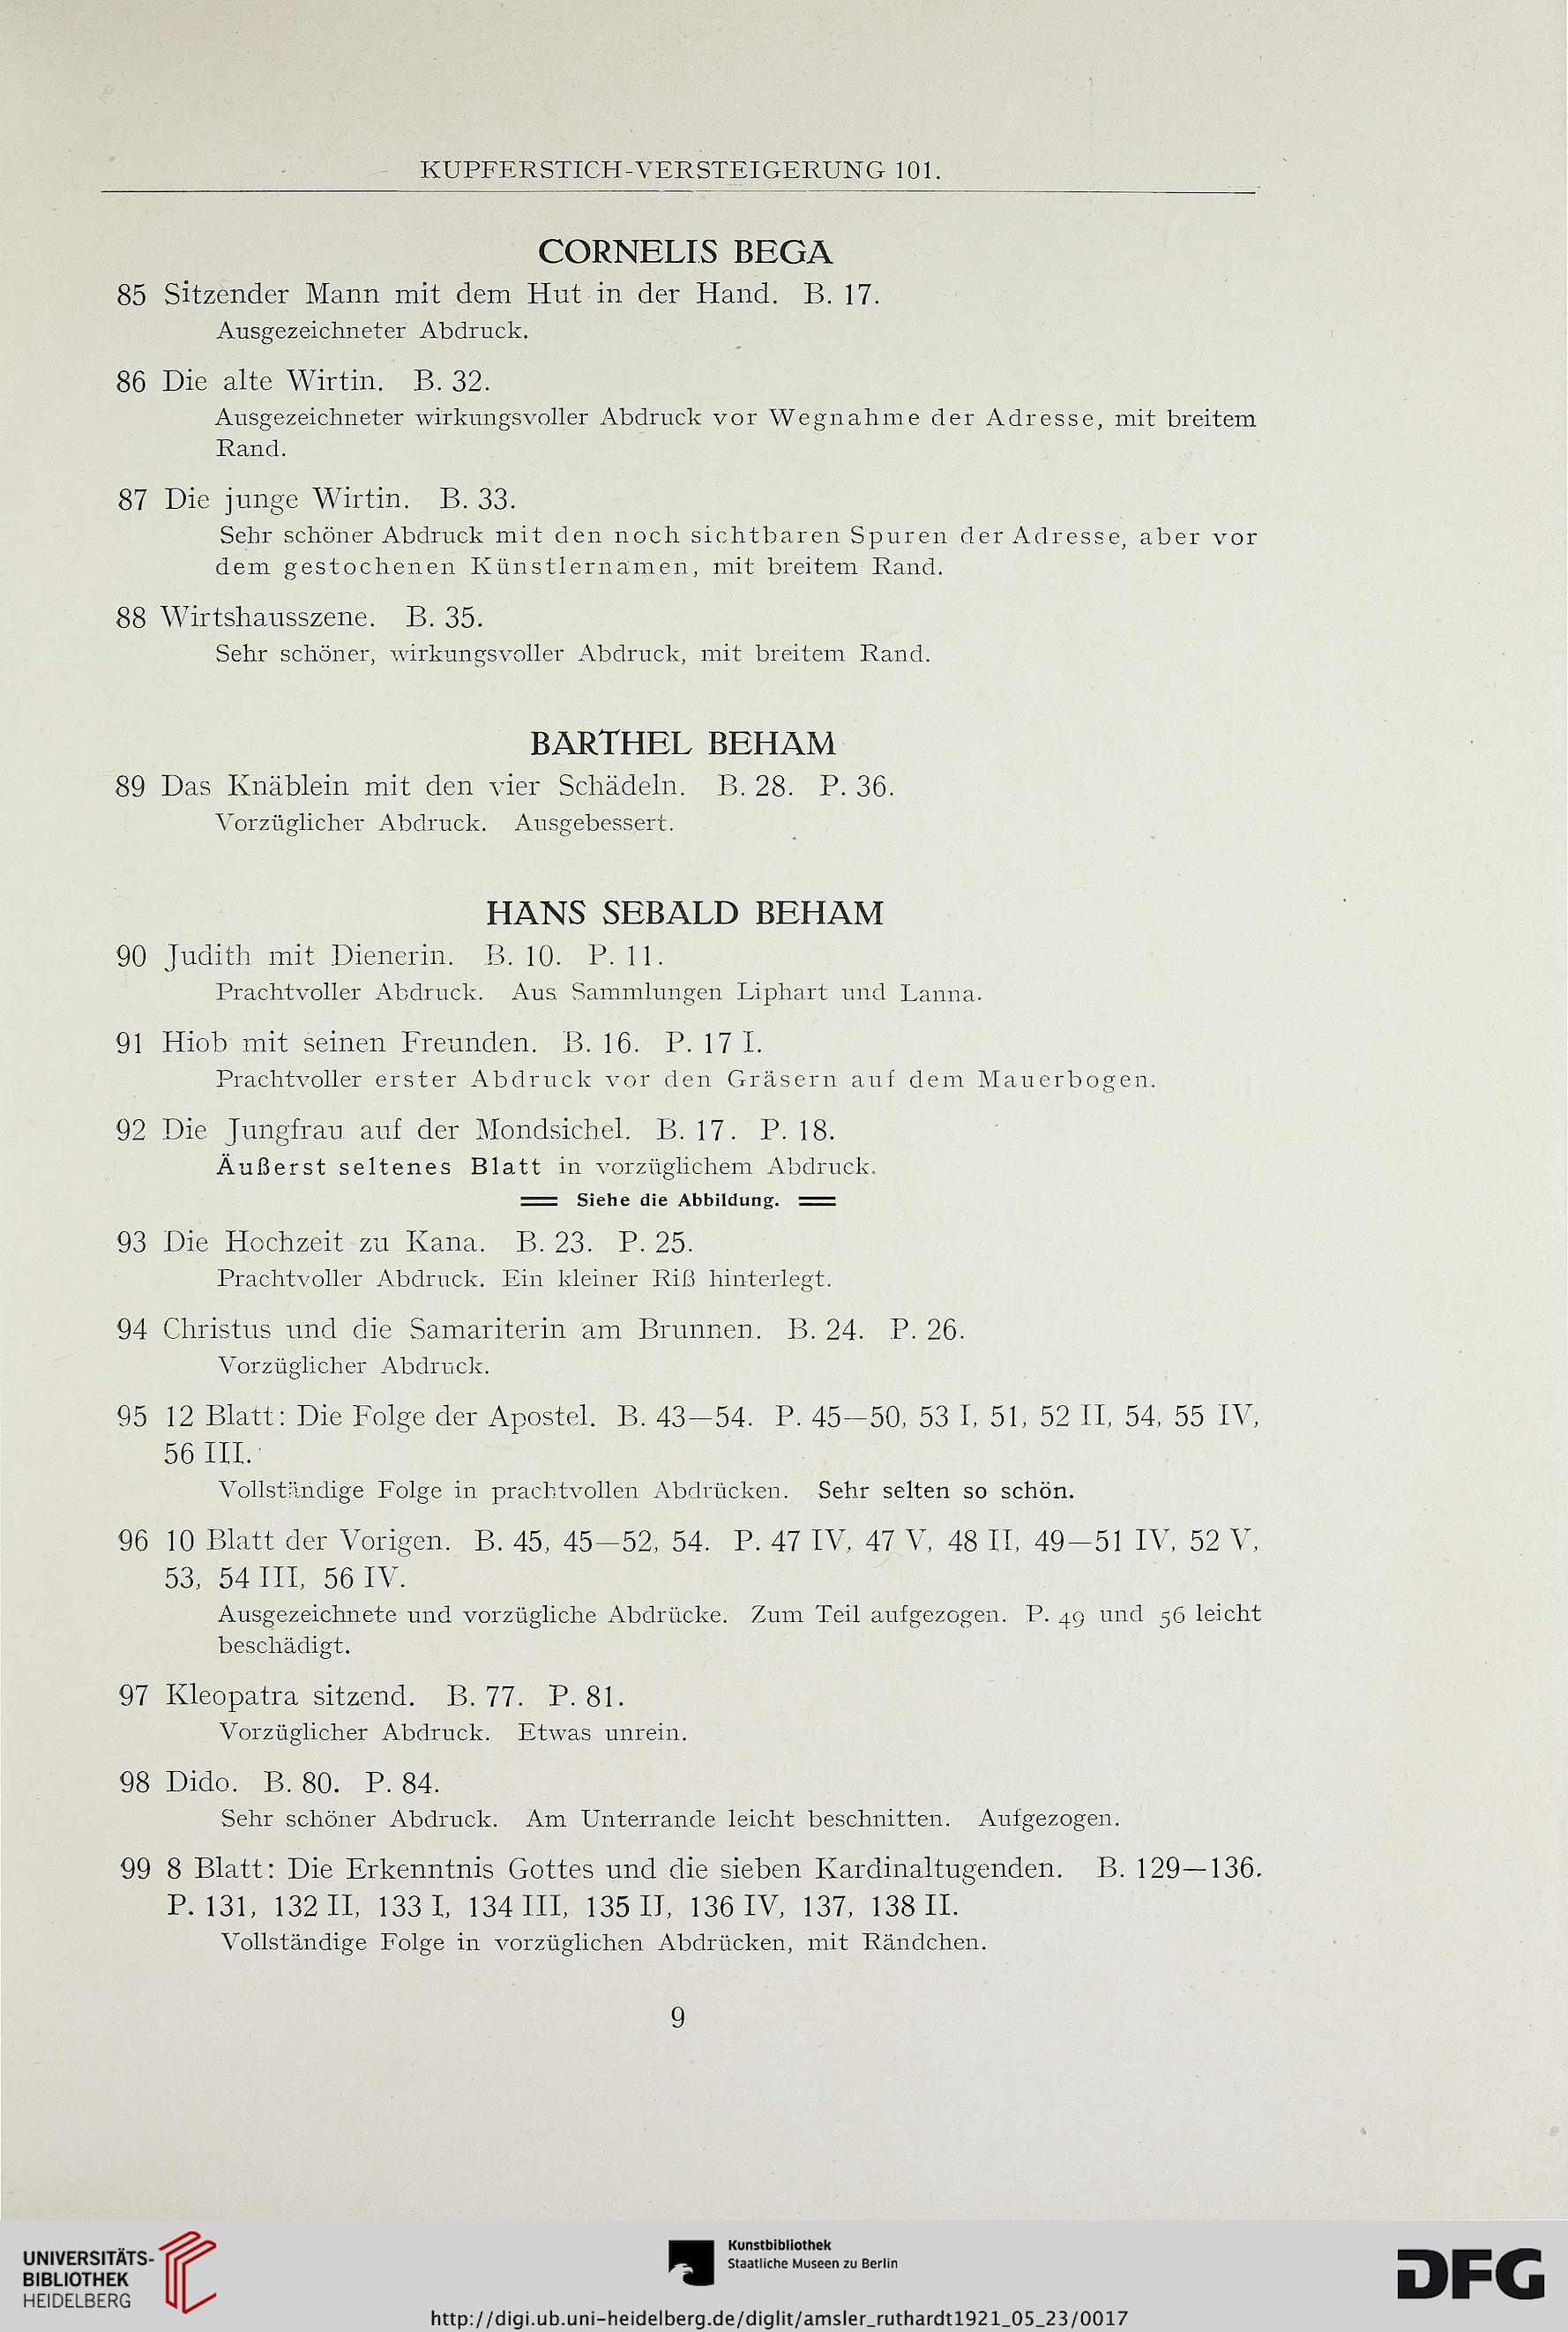 KUPFERSTICH-VERSTEIGERUNG 101.
CORNELIS BEGA
85 Sitzender Mann mit dem Hut in der Hand. B. 17.
Ausgezeichneter Abdruck.
86 Die alte Wirtin. B. 32.
Ausgezeichneter wirkungsvoller Abdruck vor Wegnahme der Adresse, mit breitem
Rand.
87 Die junge Wirtin. B. 33.
Sehr schöner Abdruck mit den noch sichtbaren Spuren der Adresse, aber vor
dem gestochenen Künstlernamen, mit breitem Rand.
88 Wirtshausszene. B. 35.
Sehr schöner, wirkungsvoller Abdruck, mit breitem Rand.
BARTHEL BEHAM
89 Das Knäblein mit den vier Schädeln. B. 28. P. 36.
Vorzüglicher Abdruck. Ausgebessert.
HANS SEBALD BEHAM
90 Judith mit Dienerin. B. 10. P. 11.
Prachtvoller Abdruck. Aus Sammlungen Liphart und Lanna.
91 Hiob mit seinen Freunden. B. 16. P. 17 I.
Prachtvoller erster Abdruck vor den Gräsern auf dem Mauerbogen.
92 Die Jungfrau auf der Mondsichel. B. 17. P. 18.
Äußerst seltenes Blatt in vorzüglichem Abdruck.
Siehe die Abbildung.
93 Die Hochzeit zu Kana. B. 23. P. 25.
Prachtvoller Abdruck. Ein kleiner Riß hinterlegt.
94 Christus und die Samariterin am Brunnen. B. 24. P. 26.
Vorzüglicher Abdruck.
95 12 Blatt: Die Folge der Apostel. B. 43—54. P. 45—50, 53 I, 51, 52 II, 54, 55 IV,
56 III.
Vollständige Folge in prachtvollen Abdrücken. Sehr selten so schön.
96 10 Blatt der Vorigen. B. 45, 45—52, 54. P. 47 IV, 47 V, 48 II, 49—51 IV, 52 V,
53, 54 III, 56 IV.
Ausgezeichnete und vorzügliche Abdrücke. Zum Teil aufgezogen. P. 49 und 56 leicht
beschädigt.
97 Kleopatra sitzend. B. 77. P. 81.
Vorzüglicher Abdruck. Etwas unrein.
98 Dido. B. 80. P. 84.
Sehr schöner Abdruck. Am Unterrande leicht beschnitten. Aufgezogen.
99 8 Blatt: Die Erkenntnis Gottes und die sieben Kardinaltugenden. B. 129—136.
P. 131, 132 II, 133 I, 134 III, 135 II, 136 IV, 137, 138 II.
Vollständige Folge in vorzüglichen Abdrücken, mit Rändchen.
9
UNIVERSITÄTS-
BIBLIOTHEK
HEIDELBERG
Kunstbibliothek
Staatliche Museen zu Berlin
DFG
http://digi.ub.uni-heidelberg.de/diglit/amsler_ruthardt1921_05_23/0017